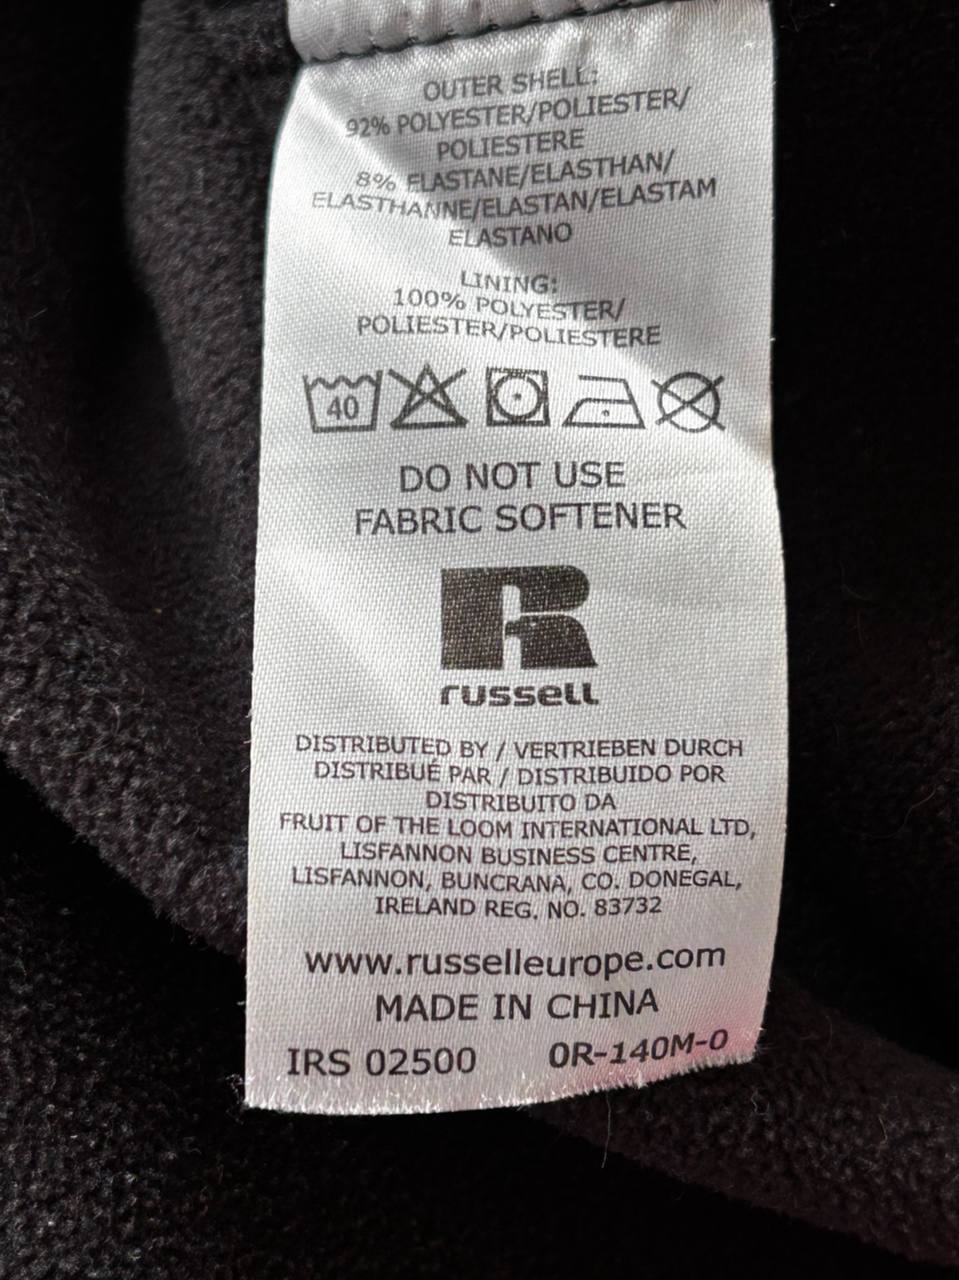 OUTER SHELL:
92% POLYESTER/POLIESTER/
POLIESTERE
8% ELASTANE/ELASTHAN/
ELASTHANNE/ELASTAN/ELASTAM
ELASTANO
LINING:
100% POLYESTER/
POLIESTER/POLIESTERE
40
DO NOT USE
FABRIC SOFTENER
R
russell
DISTRIBUTED BY / VERTRIEBEN DURCH
DISTRIBUÉ PAR / DISTRIBUIDO POR
DISTRIBUITO DA
FRUIT OF THE LOOM INTERNATIONAL LTD,
LISFANNON BUSINESS CENTRE,
LISFANNON, BUNCRANA, CO. DONEGAL,
IRELAND REG. NO. 83732
www.russelleurope.com
MADE IN CHINA
IRS 02500 0R-140M-0